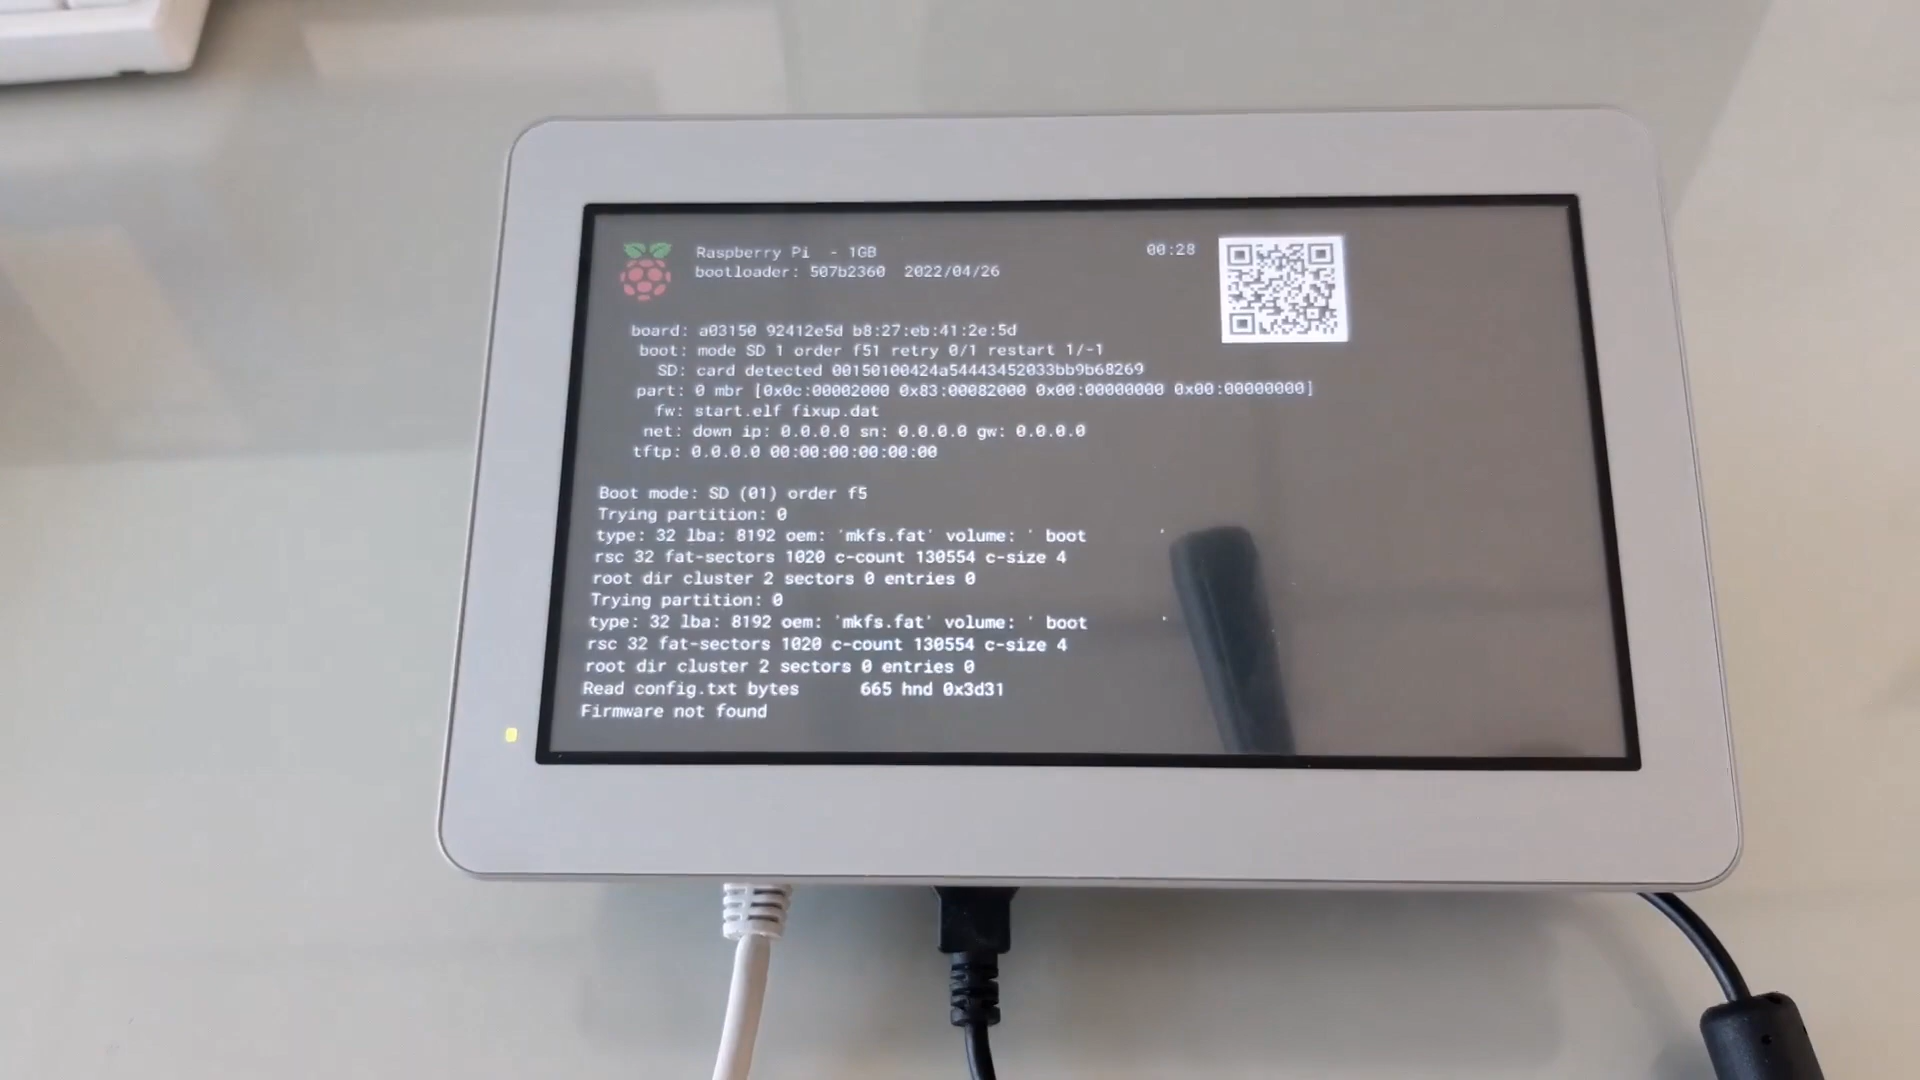 Raspberry Pi - 1GB
bootloader: 507b2360 2022/04/26
00:28
board: a03150 92412e5d b8:27:eb:41:2e:5d
boot: mode SD 1 order f51 retry 0/1 restart 1/-1
SD: card detected 00150100424a54443452033bb9b68269
part: 0 mbr [0x0c:00002000 0x83:00082000 0x00:00000000 0x00:00000000]
fw: start.elf fixup.dat
net: down ip: 0.0.0.0 sn: 0.0.0.0 gw: 0.0.0.0
tftp: 0.0.0.0 00:00:00:00:00:00
Boot mode: SD (01) order f5
Trying partition: 0
type: 32 lba: 8192 oem: 'mkfs.fat' volume: ' boot '
rsc 32 fat-sectors 1020 c-count 130554 c-size 4
root dir cluster 2 sectors 0 entries 0
Trying partition: 0
type: 32 lba: 8192 oem: 'mkfs.fat' volume: ' boot '
rsc 32 fat-sectors 1020 c-count 130554 c-size 4
root dir cluster 2 sectors 0 entries 0
Read config.txt bytes 665 hnd 0x3d31
Firmware not found